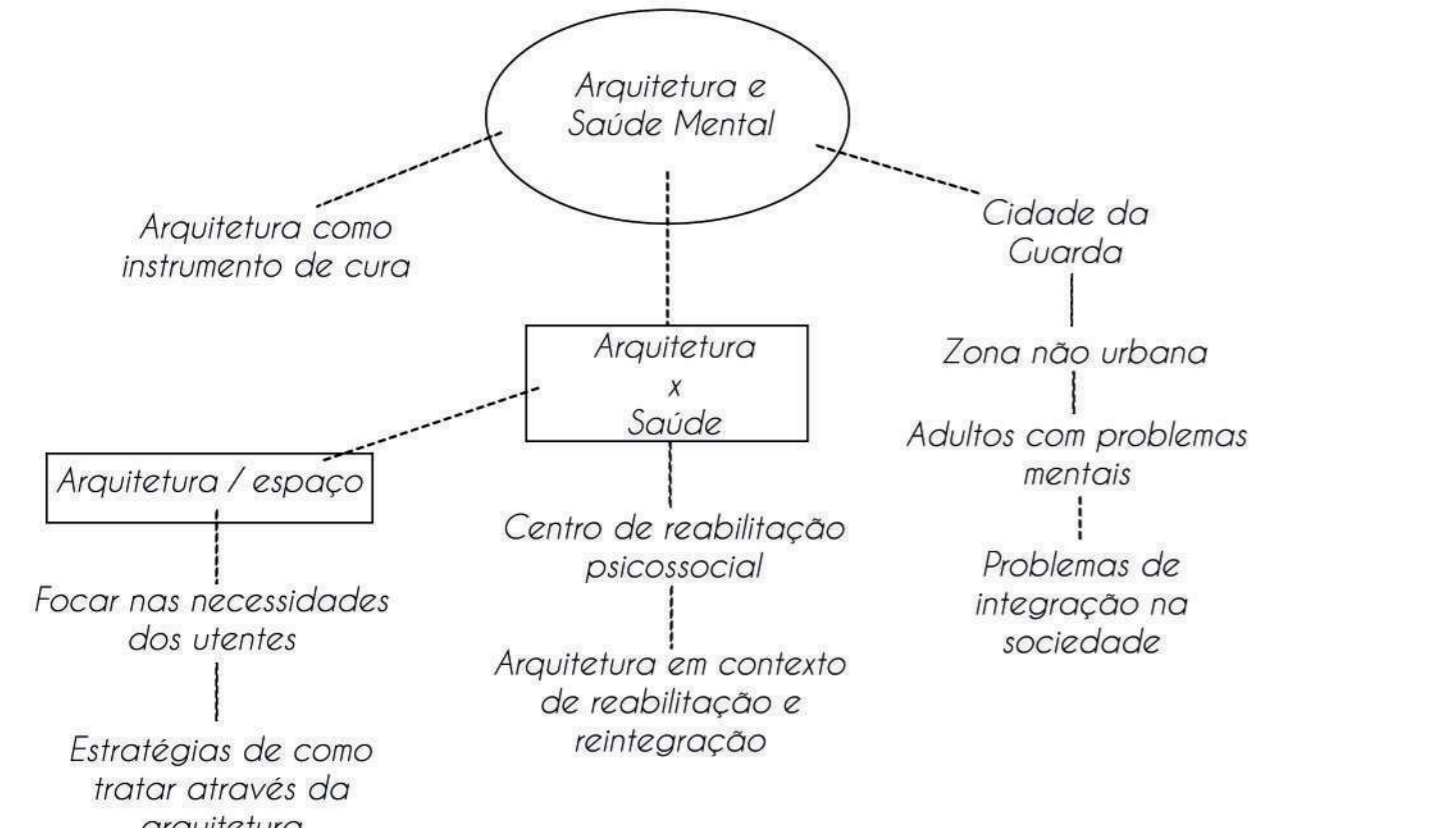 Arquitetura e
Saúde Mental
Arquitetura como
instrumento de cura
Cidade da
Guarda
Arquitetura
x
Saúde
Zona não urbana
Adultos com problemas
mentais
Arquitetura / espaço
Centro de reabilitação
psicossocial
Problemas de
integração na
sociedade
Focar nas necessidades
dos utentes
Arquitetura em contexto
de reabilitação e
reintegração
Estratégias de como
tratar através da
arquitetura